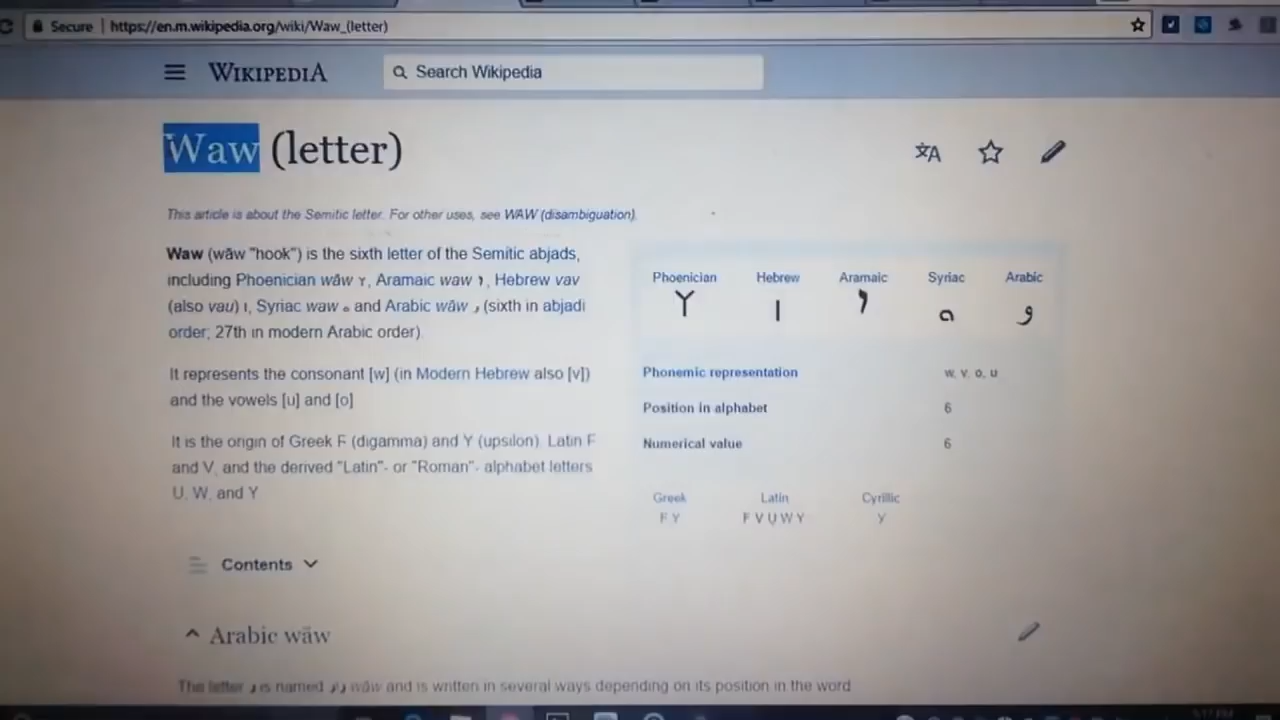 Secure | https://en.m.wikipedia.org/wiki/Waw_(letter)
WIKIPEDIA
Search Wikipedia
Waw (letter)
This article is about the Semitic letter. For other uses, see WAW (disambiguation).
Waw (wāw "hook") is the sixth letter of the Semitic abjads,
including Phoenician wāw 𐤅, Aramaic waw 𐡅, Hebrew vav
(also vau) ו, Syriac waw ܘ and Arabic wāw و (sixth in abjadi
order; 27th in modern Arabic order).
It represents the consonant [w] (in Modern Hebrew also [v])
and the vowels [u] and [o]
It is the origin of Greek F (digamma) and Y (upsilon), Latin F
and V, and the derived "Latin"- or "Roman"- alphabet letters
U, W, and Y
Phoenician Hebrew Aramaic Syriac Arabic
𐤅 ו 𐡅 ܘ و
Phonemic representation w, v, o, u
Position in alphabet 6
Numerical value 6
Greek Latin Cyrillic
F Y F V U W Y У
Contents
Arabic wāw
The letter و is named واو wāw and is written in several ways depending on its position in the word